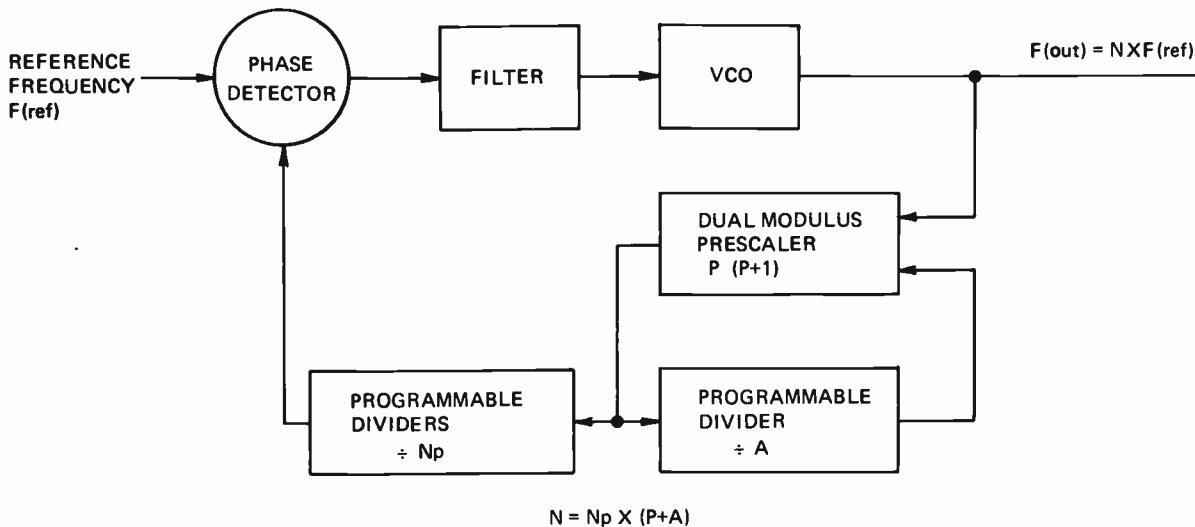 REFERENCE
FREQUENCY
F(ref)
PHASE
DETECTOR
FILTER
VCO
F(out) = N X F(ref)
DUAL MODULUS
PRESCALER
P (P+1)
PROGRAMMABLE
DIVIDERS
÷ Np
PROGRAMMABLE
DIVIDER
÷ A
N = Np X (P+A)